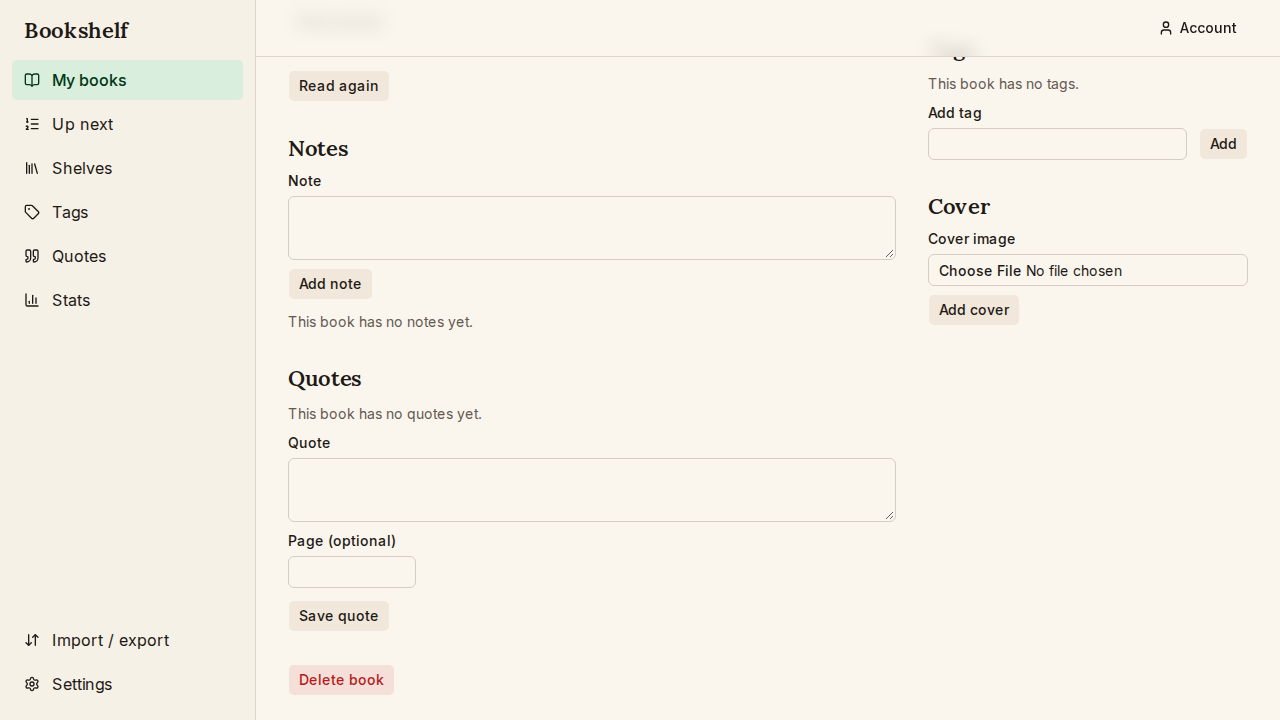 Bookshelf
My books
Up next
Shelves
Tags
Quotes
Stats
Import / export
Settings
Account
Read again
Notes
Note
Add note
This book has no notes yet.
Quotes
This book has no quotes yet.
Quote
Page (optional)
Save quote
Delete book
This book has no tags.
Add tag
Add
Cover
Cover image
Choose File No file chosen
Add cover